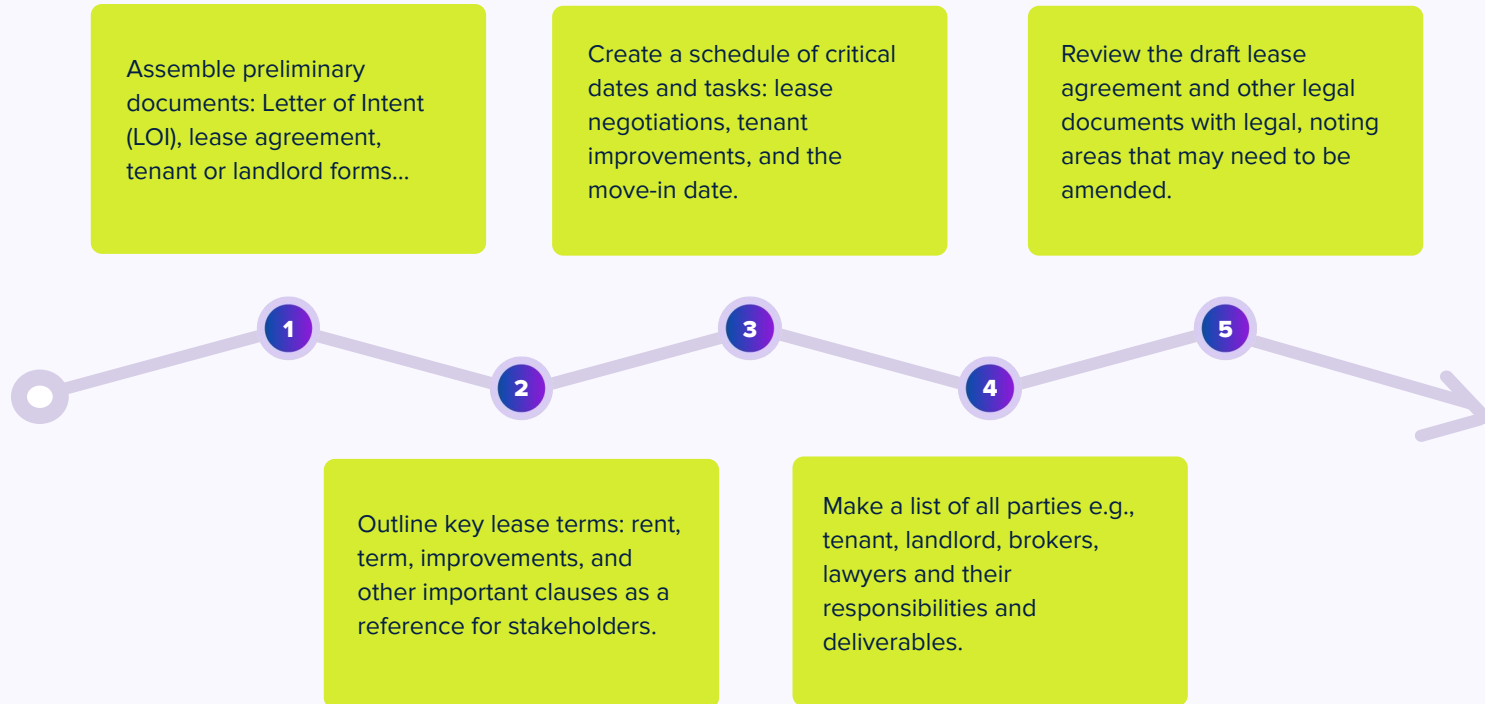 Assemble preliminary
documents: Letter of Intent
(LOI), lease agreement,
tenant or landlord forms...
Create a schedule of critical
dates and tasks: lease
negotiations, tenant
improvements, and the
move-in date.
Review the draft lease
agreement and other legal
documents with legal, noting
areas that may need to be
amended.
1
2
3
4
5
Outline key lease terms: rent,
term, improvements, and
other important clauses as a
reference for stakeholders.
Make a list of all parties e.g.,
tenant, landlord, brokers,
lawyers and their
responsibilities and
deliverables.